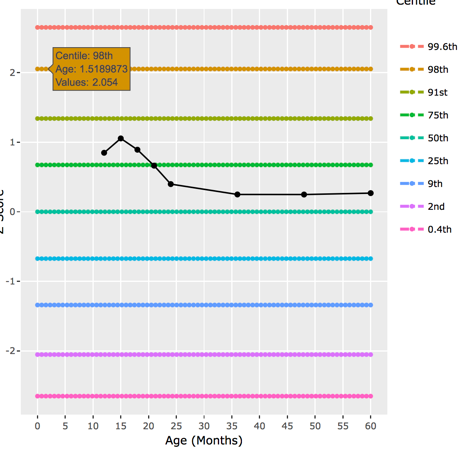 Centile
99.6th
98th
91st
75th
50th
25th
9th
2nd
0.4th
Centile: 98th
Age: 1.5189873
Values: 2.054
2
1
0
-1
-2
0 5 10 15 20 25 30 35 40 45 50 55 60
Age (Months)